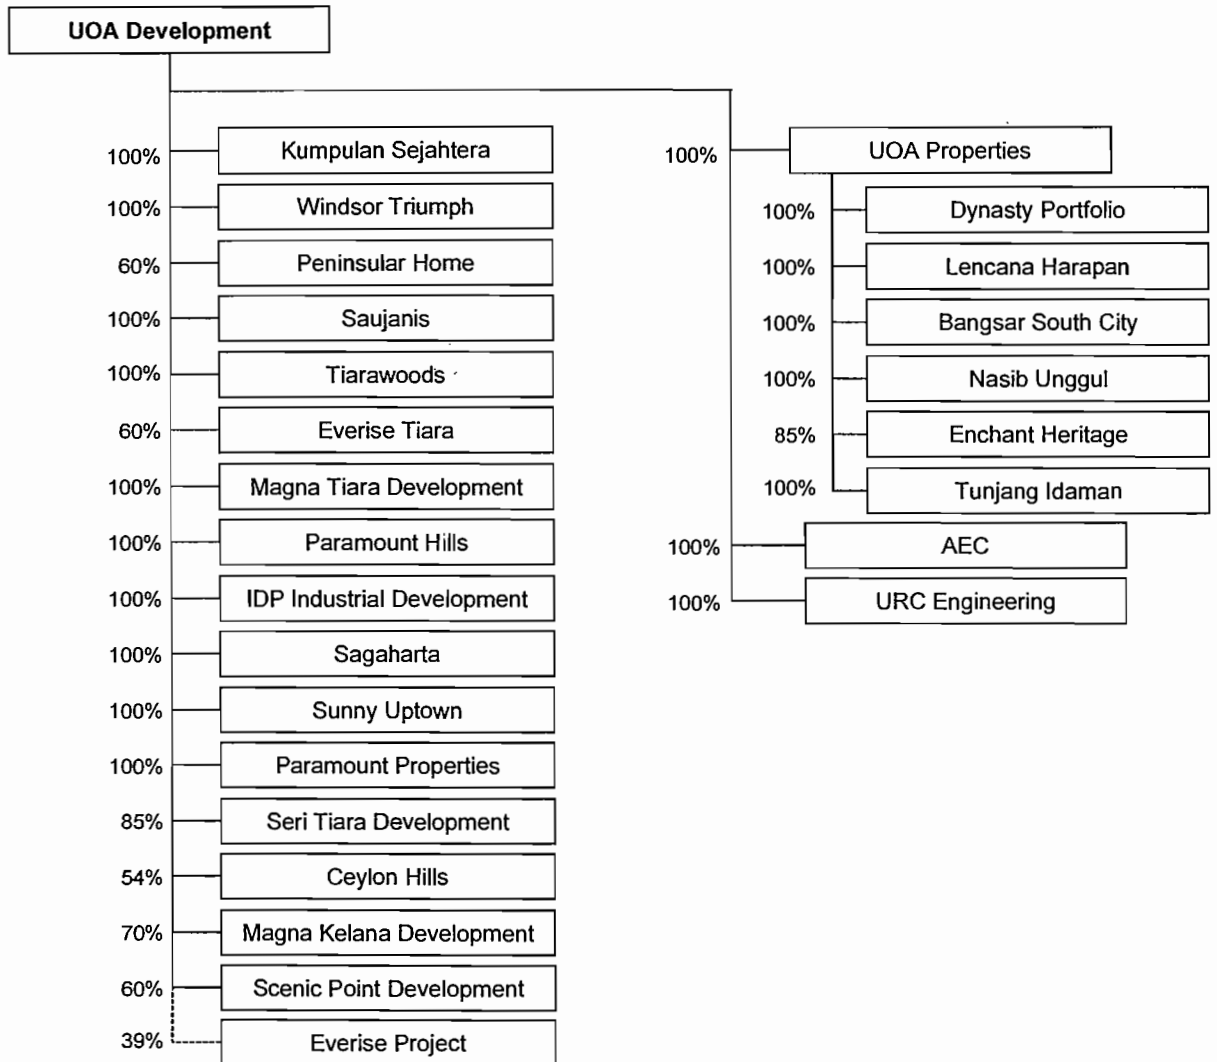 UOA Development
100% Kumpulan Sejahtera
100% Windsor Triumph
60% Peninsular Home
100% Saujanis
100% Tiarawoods
60% Everise Tiara
100% Magna Tiara Development
100% Paramount Hills
100% IDP Industrial Development
100% Sagaharta
100% Sunny Uptown
100% Paramount Properties
85% Seri Tiara Development
54% Ceylon Hills
70% Magna Kelana Development
60% Scenic Point Development
39% Everise Project
100% UOA Properties
100% Dynasty Portfolio
100% Lencana Harapan
100% Bangsar South City
100% Nasib Unggul
85% Enchant Heritage
100% Tunjang Idaman
100% AEC
100% URC Engineering